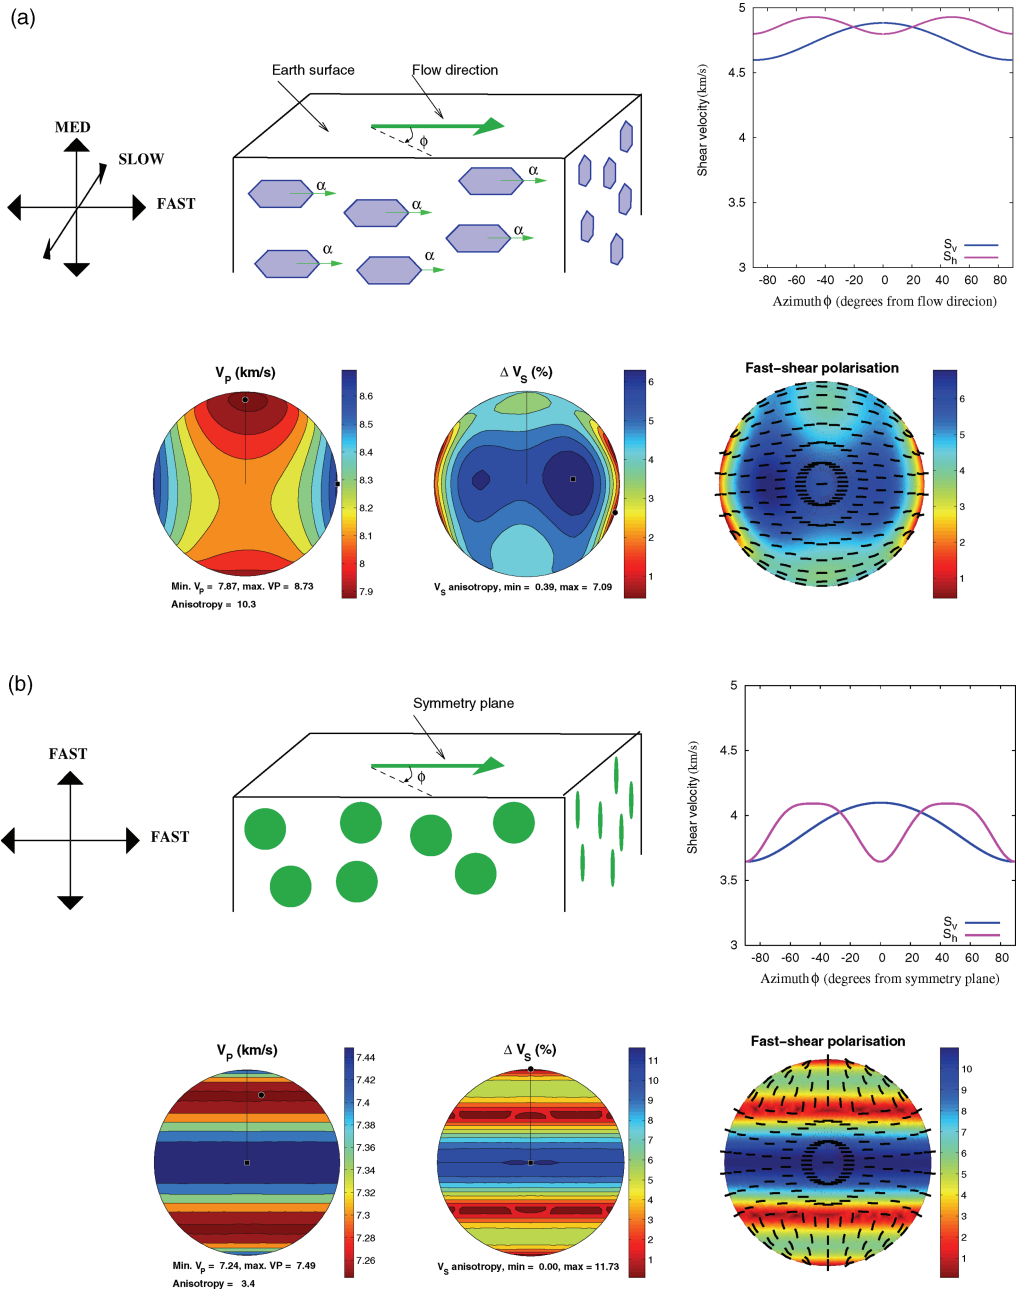 (a)
Earth surface
Flow direction
ϕ
MED
SLOW
FAST
α
α
α
α
α
α
5
4.5
4
3.5
3
Shear velocity (km/s)
Sv
Sh
-80 -60 -40 -20 0 20 40 60 80
Azimuth ϕ (degrees from flow direcion)
VP (km/s)
8.6
8.5
8.4
8.3
8.2
8.1
8
7.9
Min. VP = 7.87, max. VP = 8.73
Anisotropy = 10.3
Δ VS (%)
6
5
4
3
2
1
VS anisotropy, min = 0.39, max = 7.09
Fast−shear polarisation
6
5
4
3
2
1
(b)
Symmetry plane
ϕ
FAST
FAST
5
4.5
4
3.5
3
Shear velocity (km/s)
Sv
Sh
-80 -60 -40 -20 0 20 40 60 80
Azimuth ϕ (degrees from symmetry plane)
VP (km/s)
7.44
7.42
7.4
7.38
7.36
7.34
7.32
7.3
7.28
7.26
Min. VP = 7.24, max. VP = 7.49
Anisotropy = 3.4
Δ VS (%)
11
10
9
8
7
6
5
4
3
2
1
VS anisotropy, min = 0.00, max = 11.73
Fast−shear polarisation
10
9
8
7
6
5
4
3
2
1